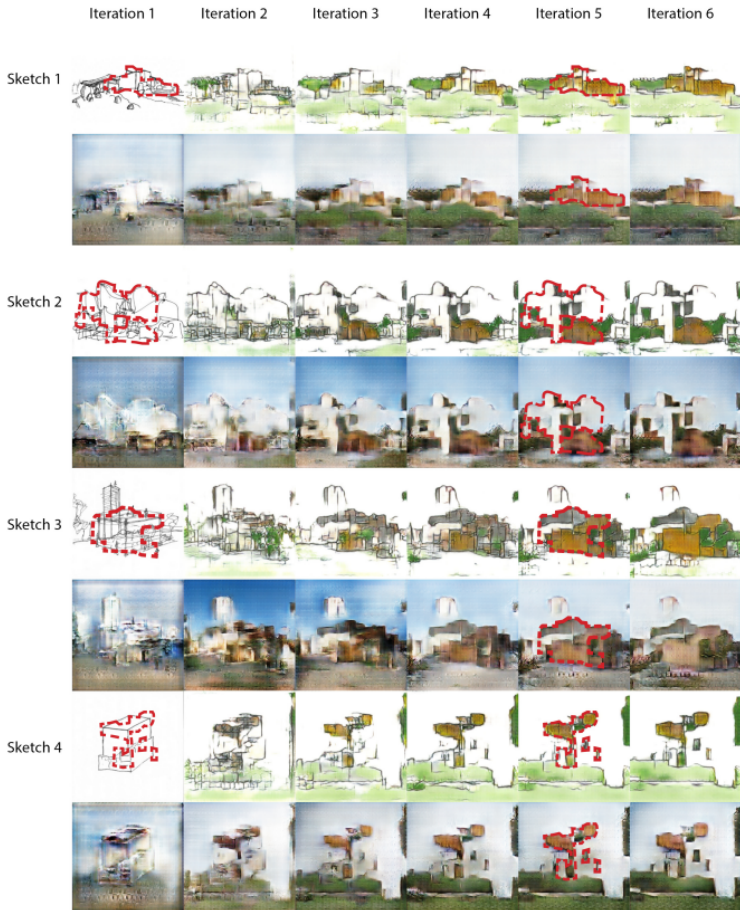 Iteration 1 Iteration 2 Iteration 3 Iteration 4 Iteration 5 Iteration 6
Sketch 1
Sketch 2
Sketch 3
Sketch 4